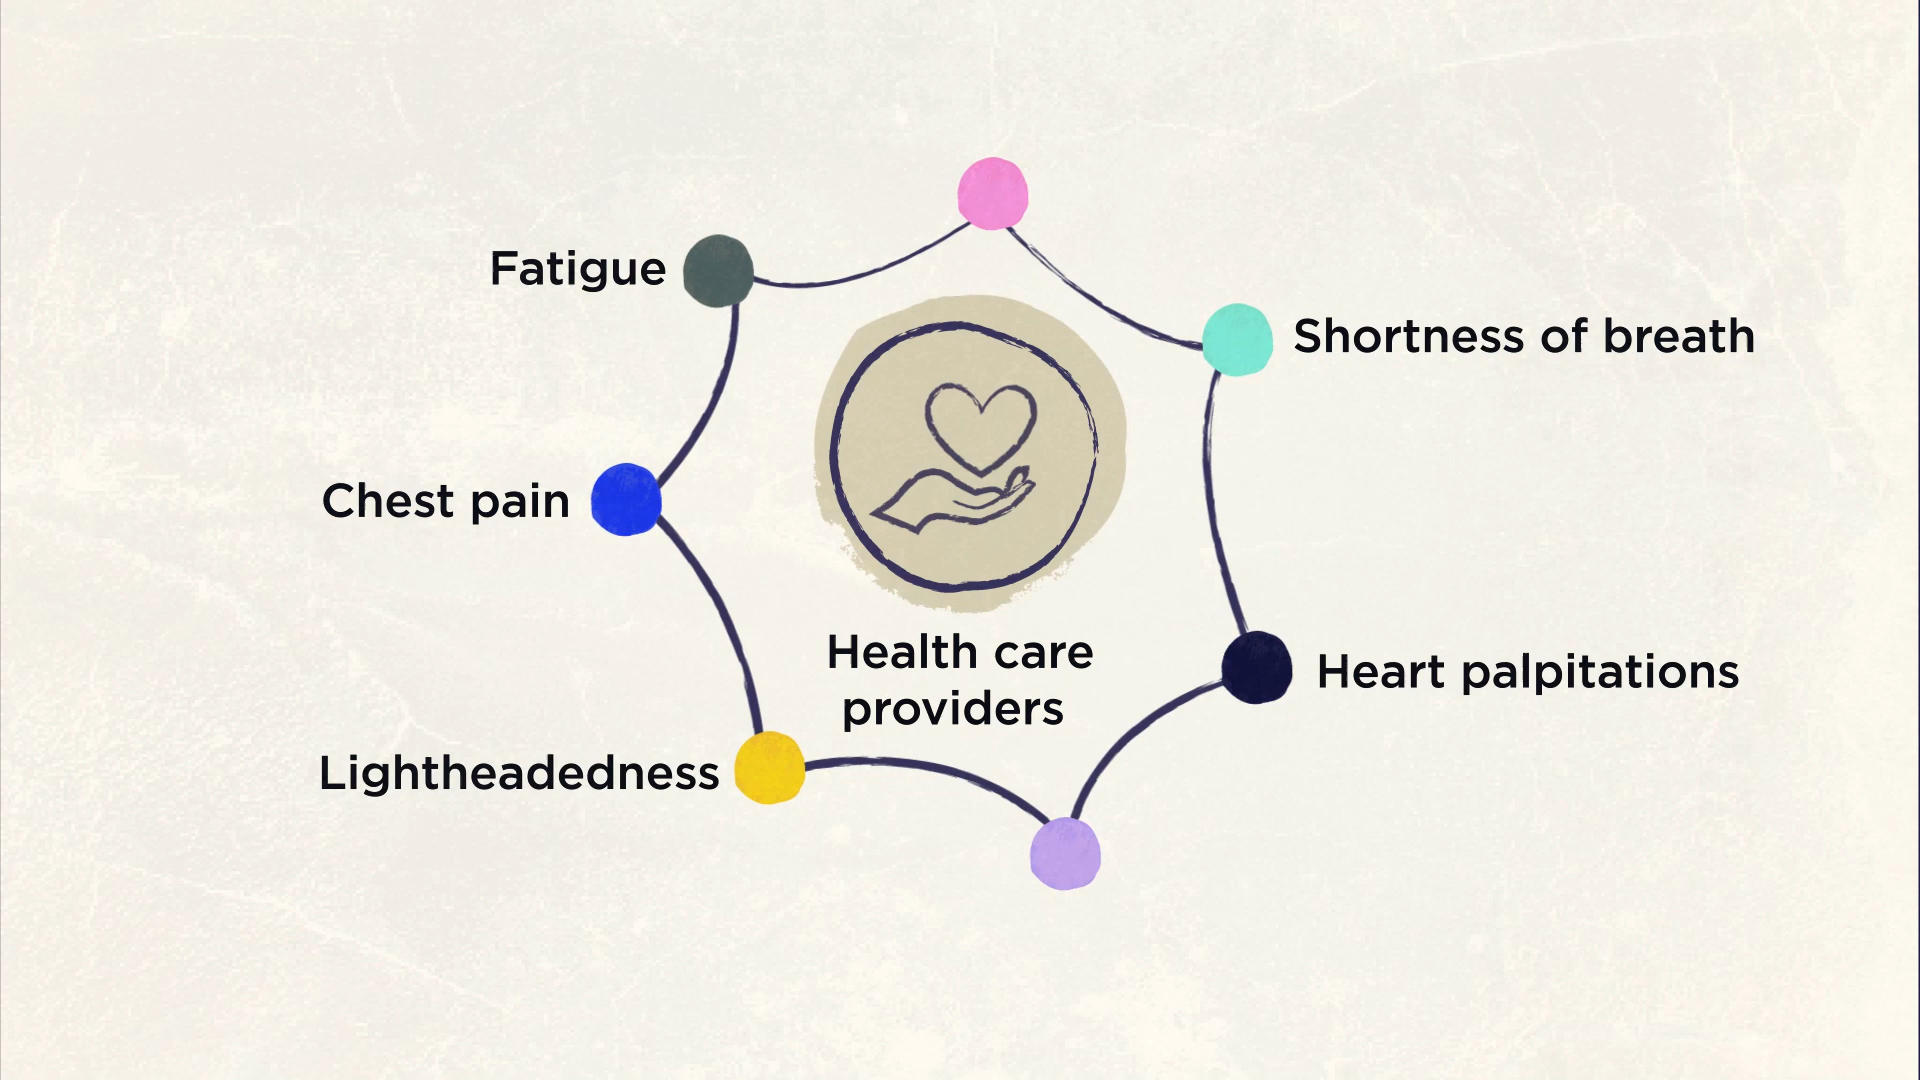 Fatigue
Shortness of breath
Chest pain
Health care
providers
Heart palpitations
Lightheadedness